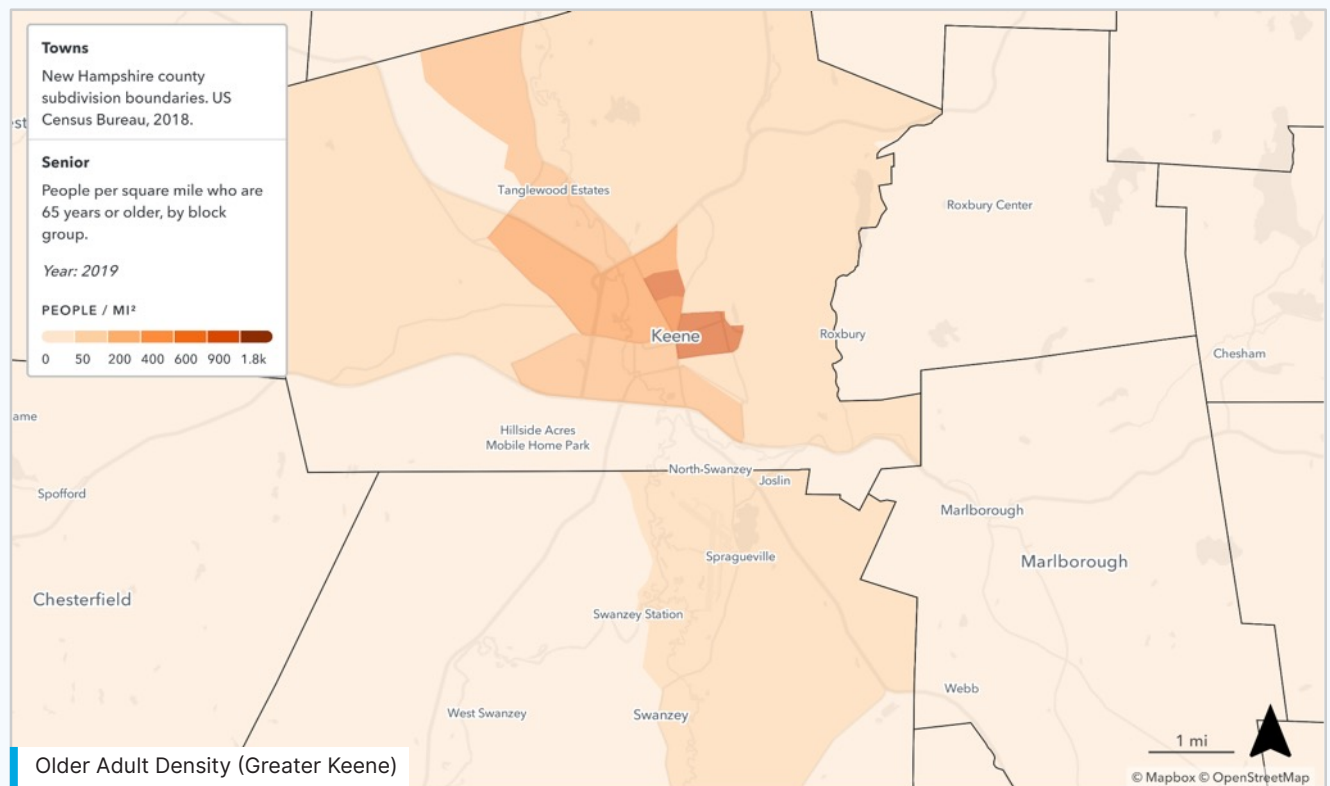 Towns
New Hampshire county
subdivision boundaries. US
Census Bureau, 2018.
Senior
People per square mile who are
65 years or older, by block
group.
Year: 2019
PEOPLE / MI²
0 50 200 400 600 900 1.8k
st
Tanglewood Estates
Roxbury Center
Keene
Roxbury
Chesham
ame
Hillside Acres
Mobile Home Park
North Swanzey
Joslin
Spofford
Marlborough
Spragueville
Marlborough
Chesterfield
Swanzey Station
Webb
West Swanzey
Swanzey
1 mi
Older Adult Density (Greater Keene)
© Mapbox © OpenStreetMap